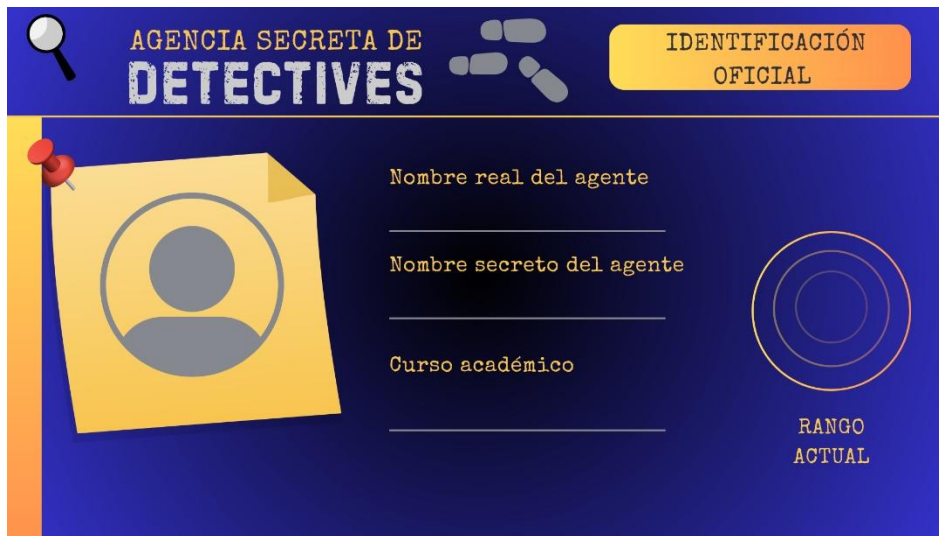 AGENCIA SECRETA DE
DETECTIVES
IDENTIFICACIÓN
OFICIAL
Nombre real del agente
Nombre secreto del agente
Curso académico
RANGO
ACTUAL